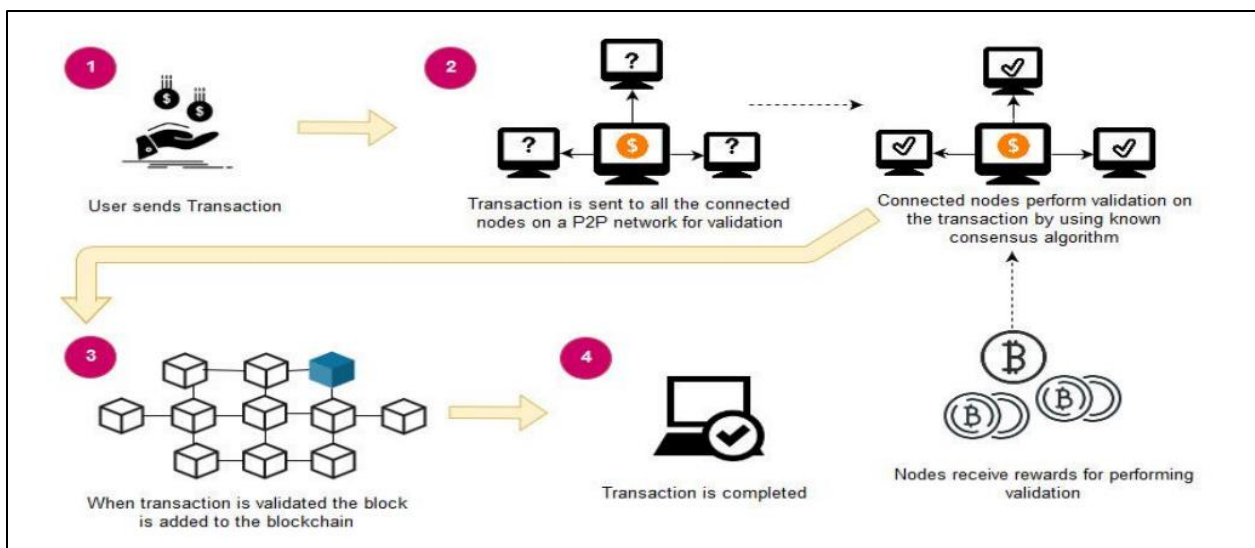 1
User sends Transaction
2
?
?
?
$
Transaction is sent to all the connected
nodes on a P2P network for validation
$
Connected nodes perform validation on
the transaction by using known
consensus algorithm
3
When transaction is validated the block
is added to the blockchain
4
Transaction is completed
Nodes receive rewards for performing
validation